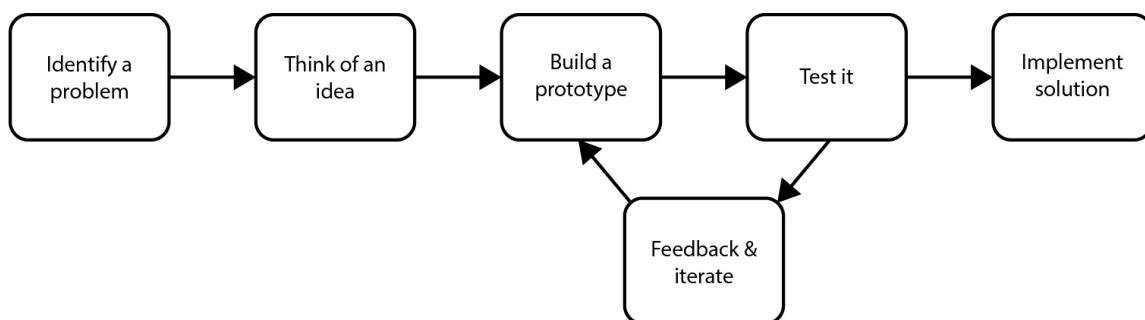 Identify a
problem
Think of an
idea
Build a
prototype
Test it
Implement
solution
Feedback &
iterate